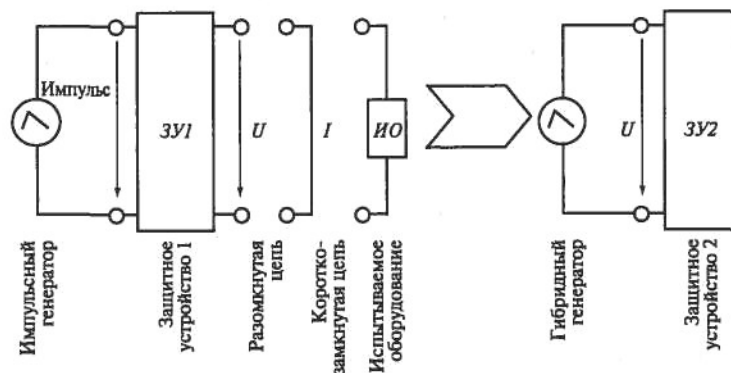 Импульс
ЗУ1
U
I
ИО
U
ЗУ2
Импульсный
генератор
Защитное
устройство 1
Разомкнутая
цепь
Коротко-
замкнутая цепь
Испытываемое
оборудование
Гибридный
генератор
Защитное
устройство 2